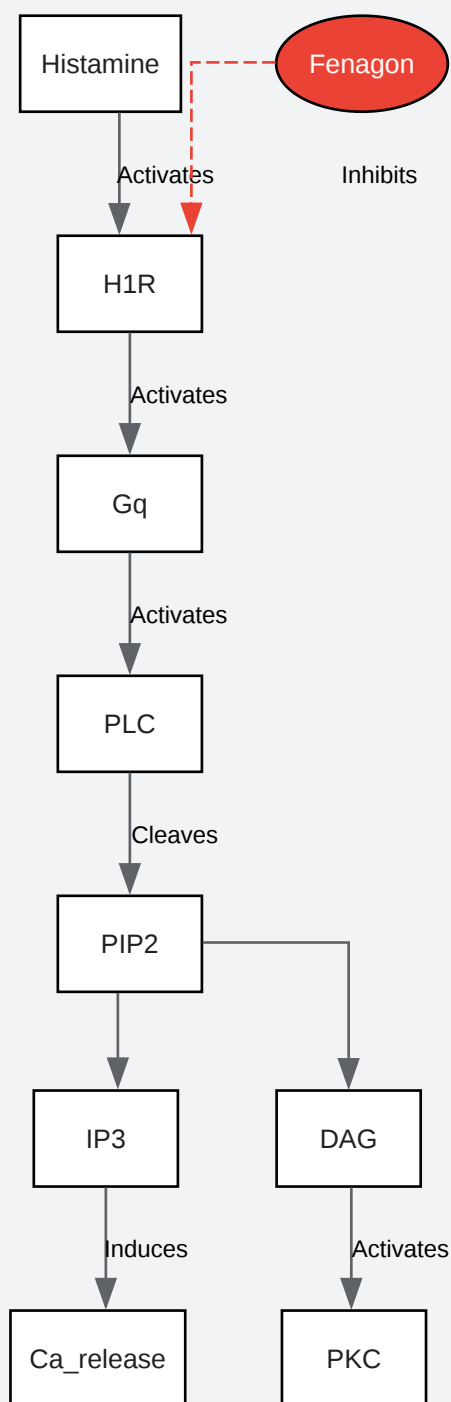 Histamine
Fenagon
Activates
Inhibits
H1R
Activates
Gq
Activates
PLC
Cleaves
PIP2
IP3
DAG
Induces
Activates
Ca_release
PKC